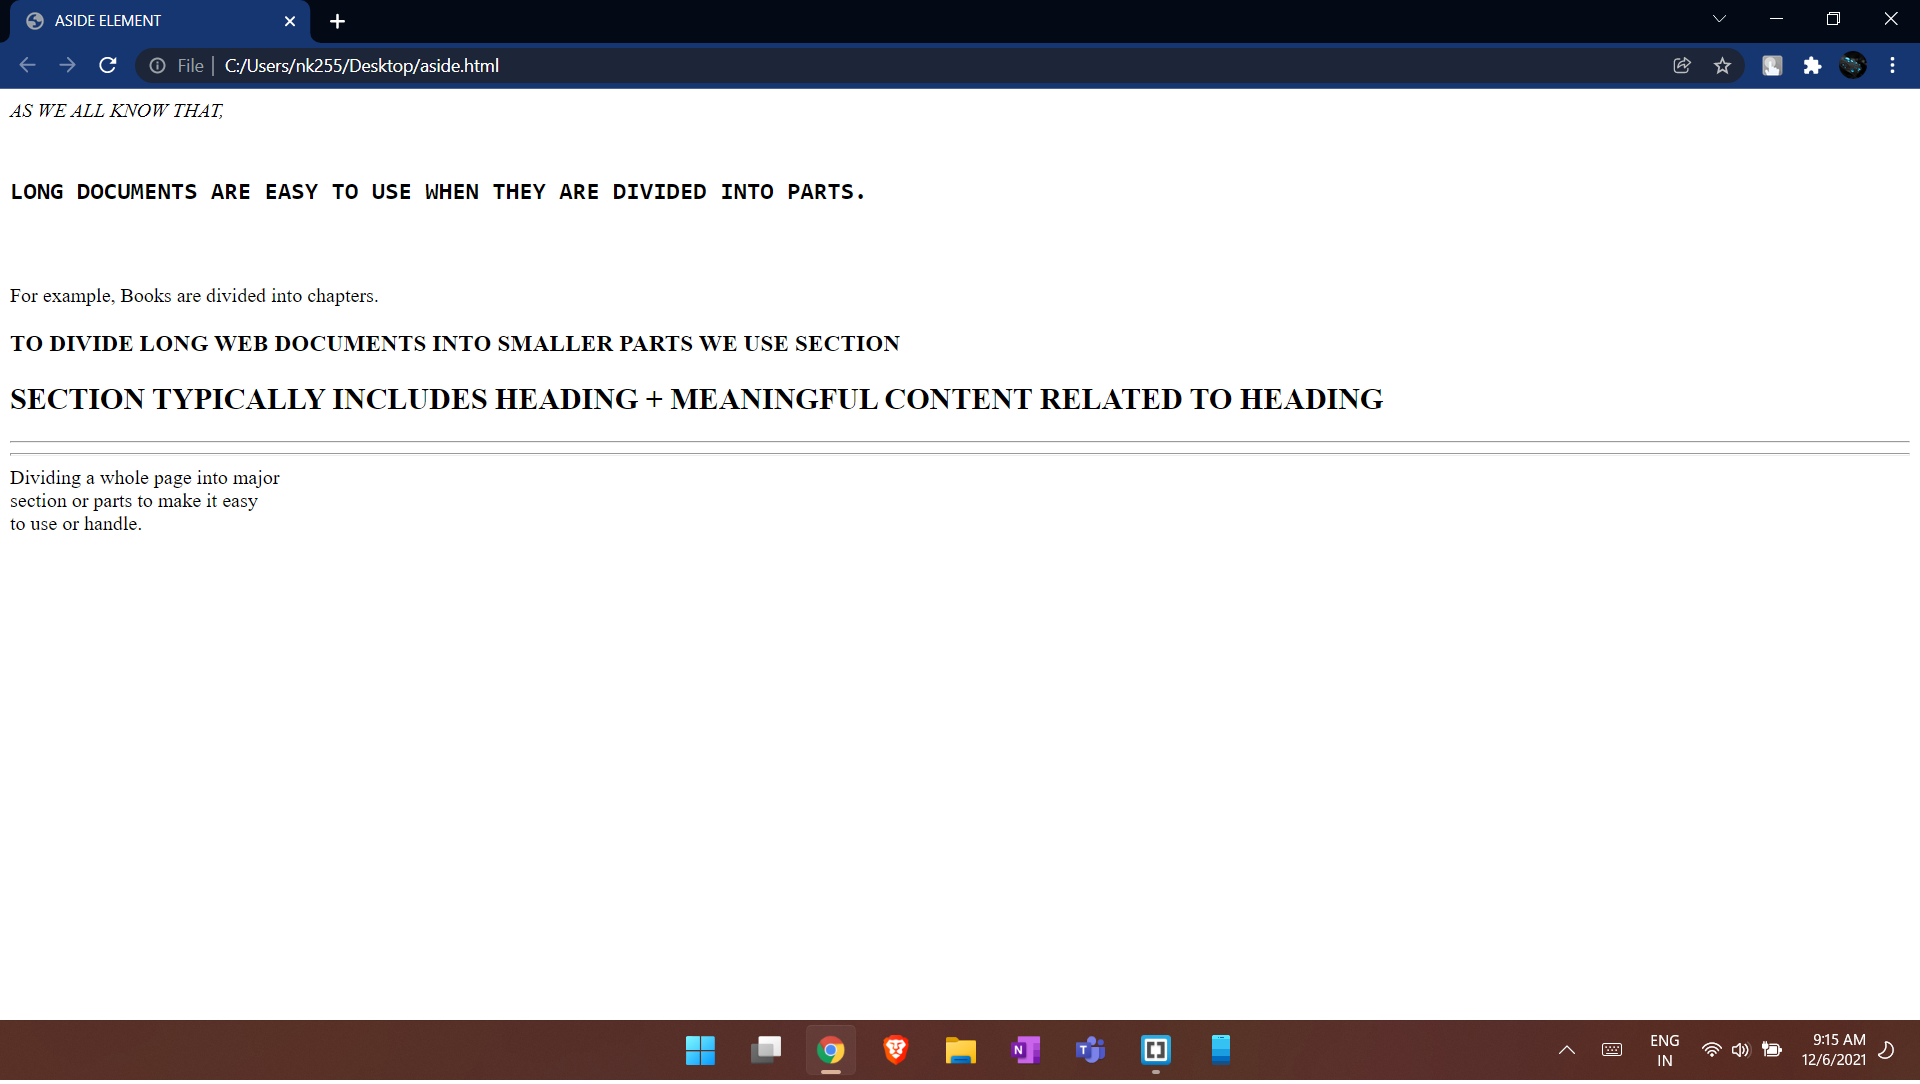 ASIDE ELEMENT
File | C:/Users/nk255/Desktop/aside.html
AS WE ALL KNOW THAT,
LONG DOCUMENTS ARE EASY TO USE WHEN THEY ARE DIVIDED INTO PARTS.
For example, Books are divided into chapters.
TO DIVIDE LONG WEB DOCUMENTS INTO SMALLER PARTS WE USE SECTION
SECTION TYPICALLY INCLUDES HEADING + MEANINGFUL CONTENT RELATED TO HEADING
Dividing a whole page into major
section or parts to make it easy
to use or handle.
N
T
ENG
IN
9:15 AM
12/6/2021